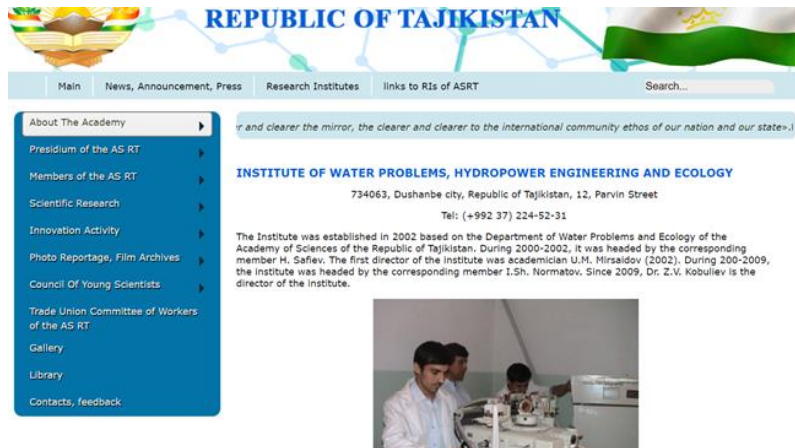 REPUBLIC OF TAJIKISTAN
Main News, Announcement, Press Research Institutes links to RIs of ASRT Search...
About The Academy
Presidium of the AS RT
Members of the AS RT
Scientific Research
Innovation Activity
Photo Reportage, Film Archives
Council Of Young Scientists
Trade Union Committee of Workers
of the AS RT
Gallery
Library
Contacts, feedback
and clearer the mirror, the clearer and clearer to the international community ethos of our nation and our state».
INSTITUTE OF WATER PROBLEMS, HYDROPOWER ENGINEERING AND ECOLOGY
734063, Dushanbe city, Republic of Tajikistan, 12, Parvin Street
Tel: (+992 37) 224-52-31
The Institute was established in 2002 based on the Department of Water Problems and Ecology of the
Academy of Sciences of the Republic of Tajikistan. During 2000-2002, it was headed by the corresponding
member H. Safiev. The first director of the institute was academician U.M. Mirsaidov (2002). During 200-2009,
the institute was headed by the corresponding member I.Sh. Normatov. Since 2009, Dr. Z.V. Kobuliev is the
director of the institute.